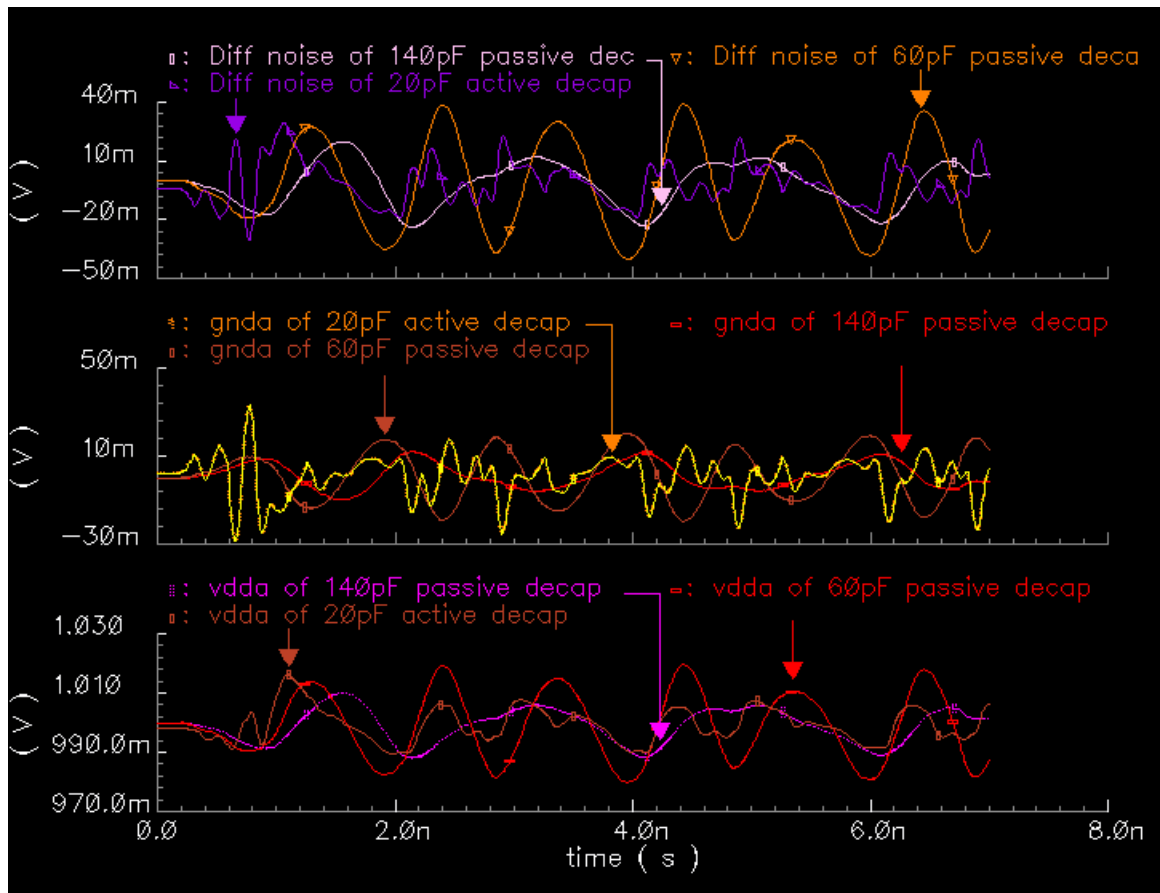 ▯: Diff noise of 140pF passive dec ▿: Diff noise of 60pF passive deca
Diff noise of 20pF active decap
40m
10m
-20m
-50m
(V)
gnda of 20pF active decap ▭: gnda of 140pF passive decap
▯: gnda of 60pF passive decap
50m
10m
-30m
(V)
vdda of 140pF passive decap ▭: vdda of 60pF passive decap
▯: vdda of 20pF active decap
1.030
1.010
990.0m
970.0m
(V)
0.0 2.0n 4.0n 6.0n 8.0n
time ( s )